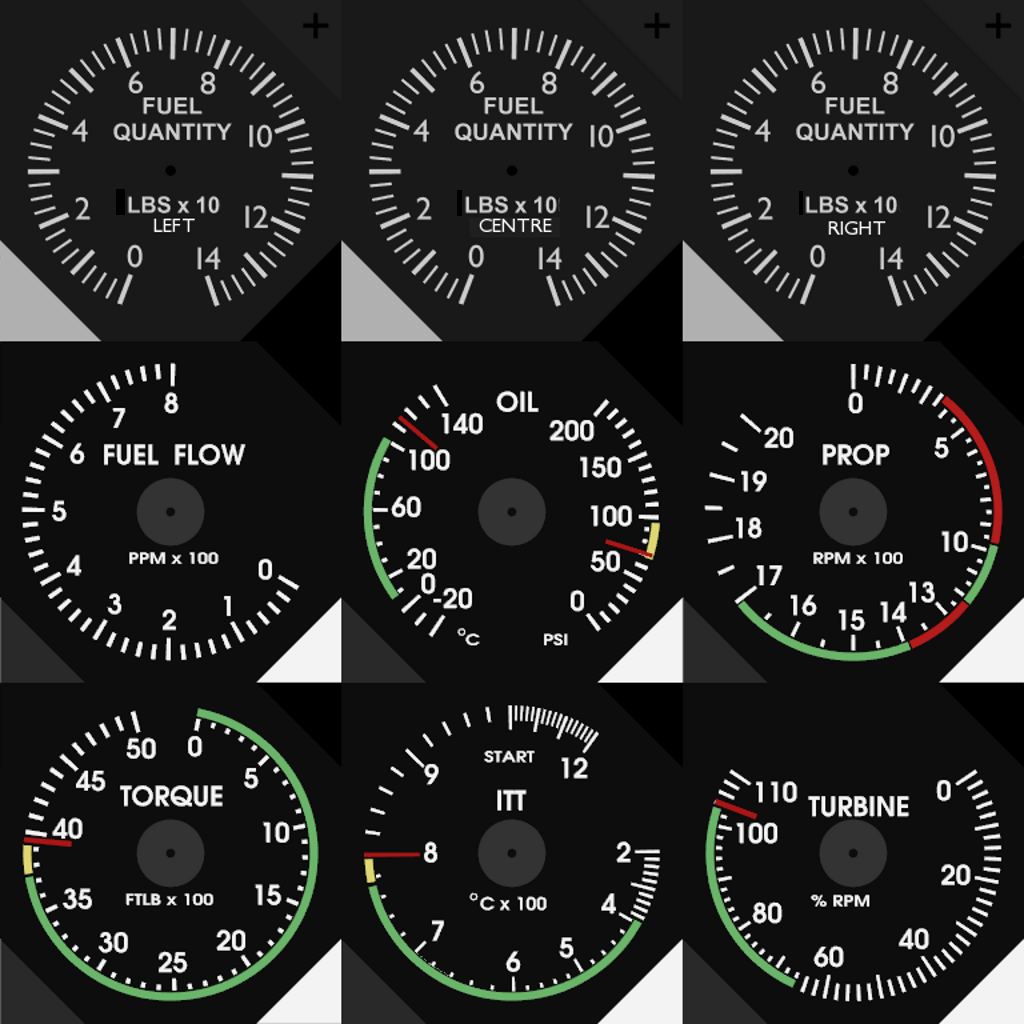 6 8
FUEL
4 QUANTITY 10
2 LBS x 10 12
LEFT
0 14
6 8
FUEL
4 QUANTITY 10
2 LBS x 10 12
CENTRE
0 14
6 8
FUEL
4 QUANTITY 10
2 LBS x 10 12
RIGHT
0 14
7 8
6 FUEL FLOW
5
PPM x 100
4 0
3 2 1
140 OIL 200
100 150
60 100
20 50
0
-20 0
°C PSI
0
20 PROP 5
19
18 10
RPM x 100
17 13
16 15 14
50 0
45 5
TORQUE
40 10
35 FTLB x 100 15
30 25 20
START
9 12
ITT
8 2
°C x 100
7 4
6 5
110 0
TURBINE
100
20
80 % RPM
60 40